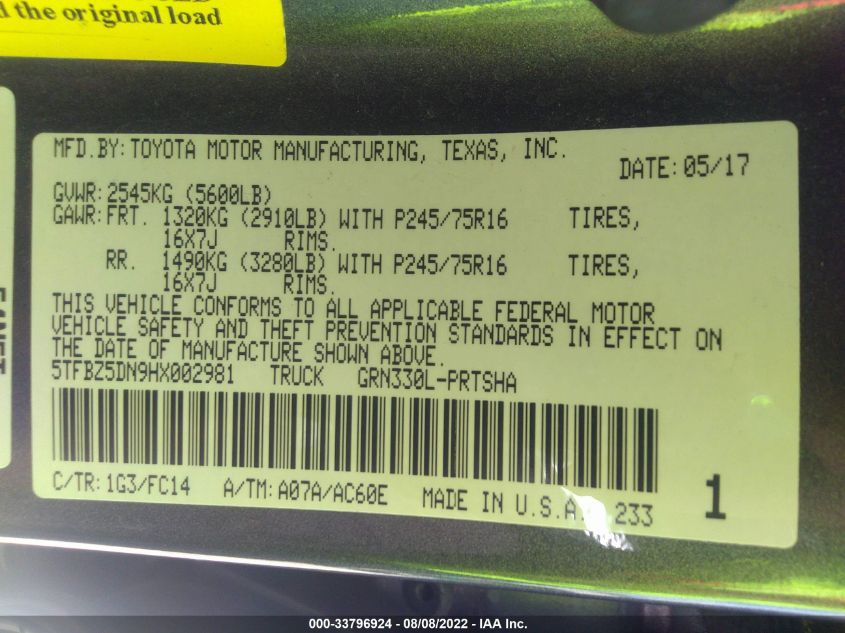 d the original load
MFD.BY: TOYOTA MOTOR MANUFACTURING, TEXAS, INC.
DATE: 05/17
GVWR: 2545KG (5600LB)
GAWR: FRT. 1320KG (2910LB) WITH P245/75R16 TIRES,
16X7J RIMS.
RR. 1490KG (3280LB) WITH P245/75R16 TIRES,
16X7J RIMS.
THIS VEHICLE CONFORMS TO ALL APPLICABLE FEDERAL MOTOR
VEHICLE SAFETY AND THEFT PREVENTION STANDARDS IN EFFECT ON
THE DATE OF MANUFACTURE SHOWN ABOVE.
5TFBZ5DN9HX002981 TRUCK GRN330L-PRTSHA
C/TR: 1G3/FC14 A/TM: A07A/AC60E MADE IN U.S.A. 233
1
000-33796924 - 08/08/2022 - IAA Inc.